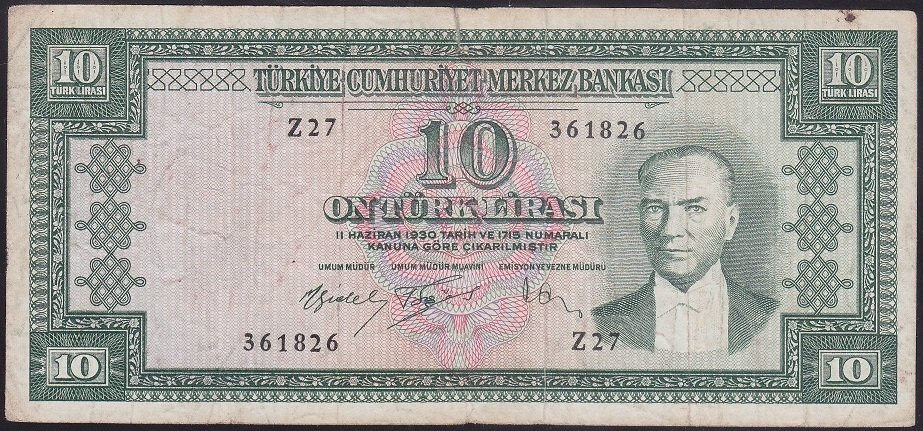 10 10
TÜRK LİRASI TÜRK LİRASI
TÜRKİYE CUMHURİYET MERKEZ BANKASI
Z27 361826
10
ON TÜRK LİRASI
11 HAZİRAN 1930 TARİH VE 1715 NUMARALI
KANUNA GÖRE ÇIKARILMIŞTIR
UMUM MÜDÜR UMUM MÜDÜR MUAVİNİ EMİSYON VE VEZNE MÜDÜRÜ
361826 Z27
10 10